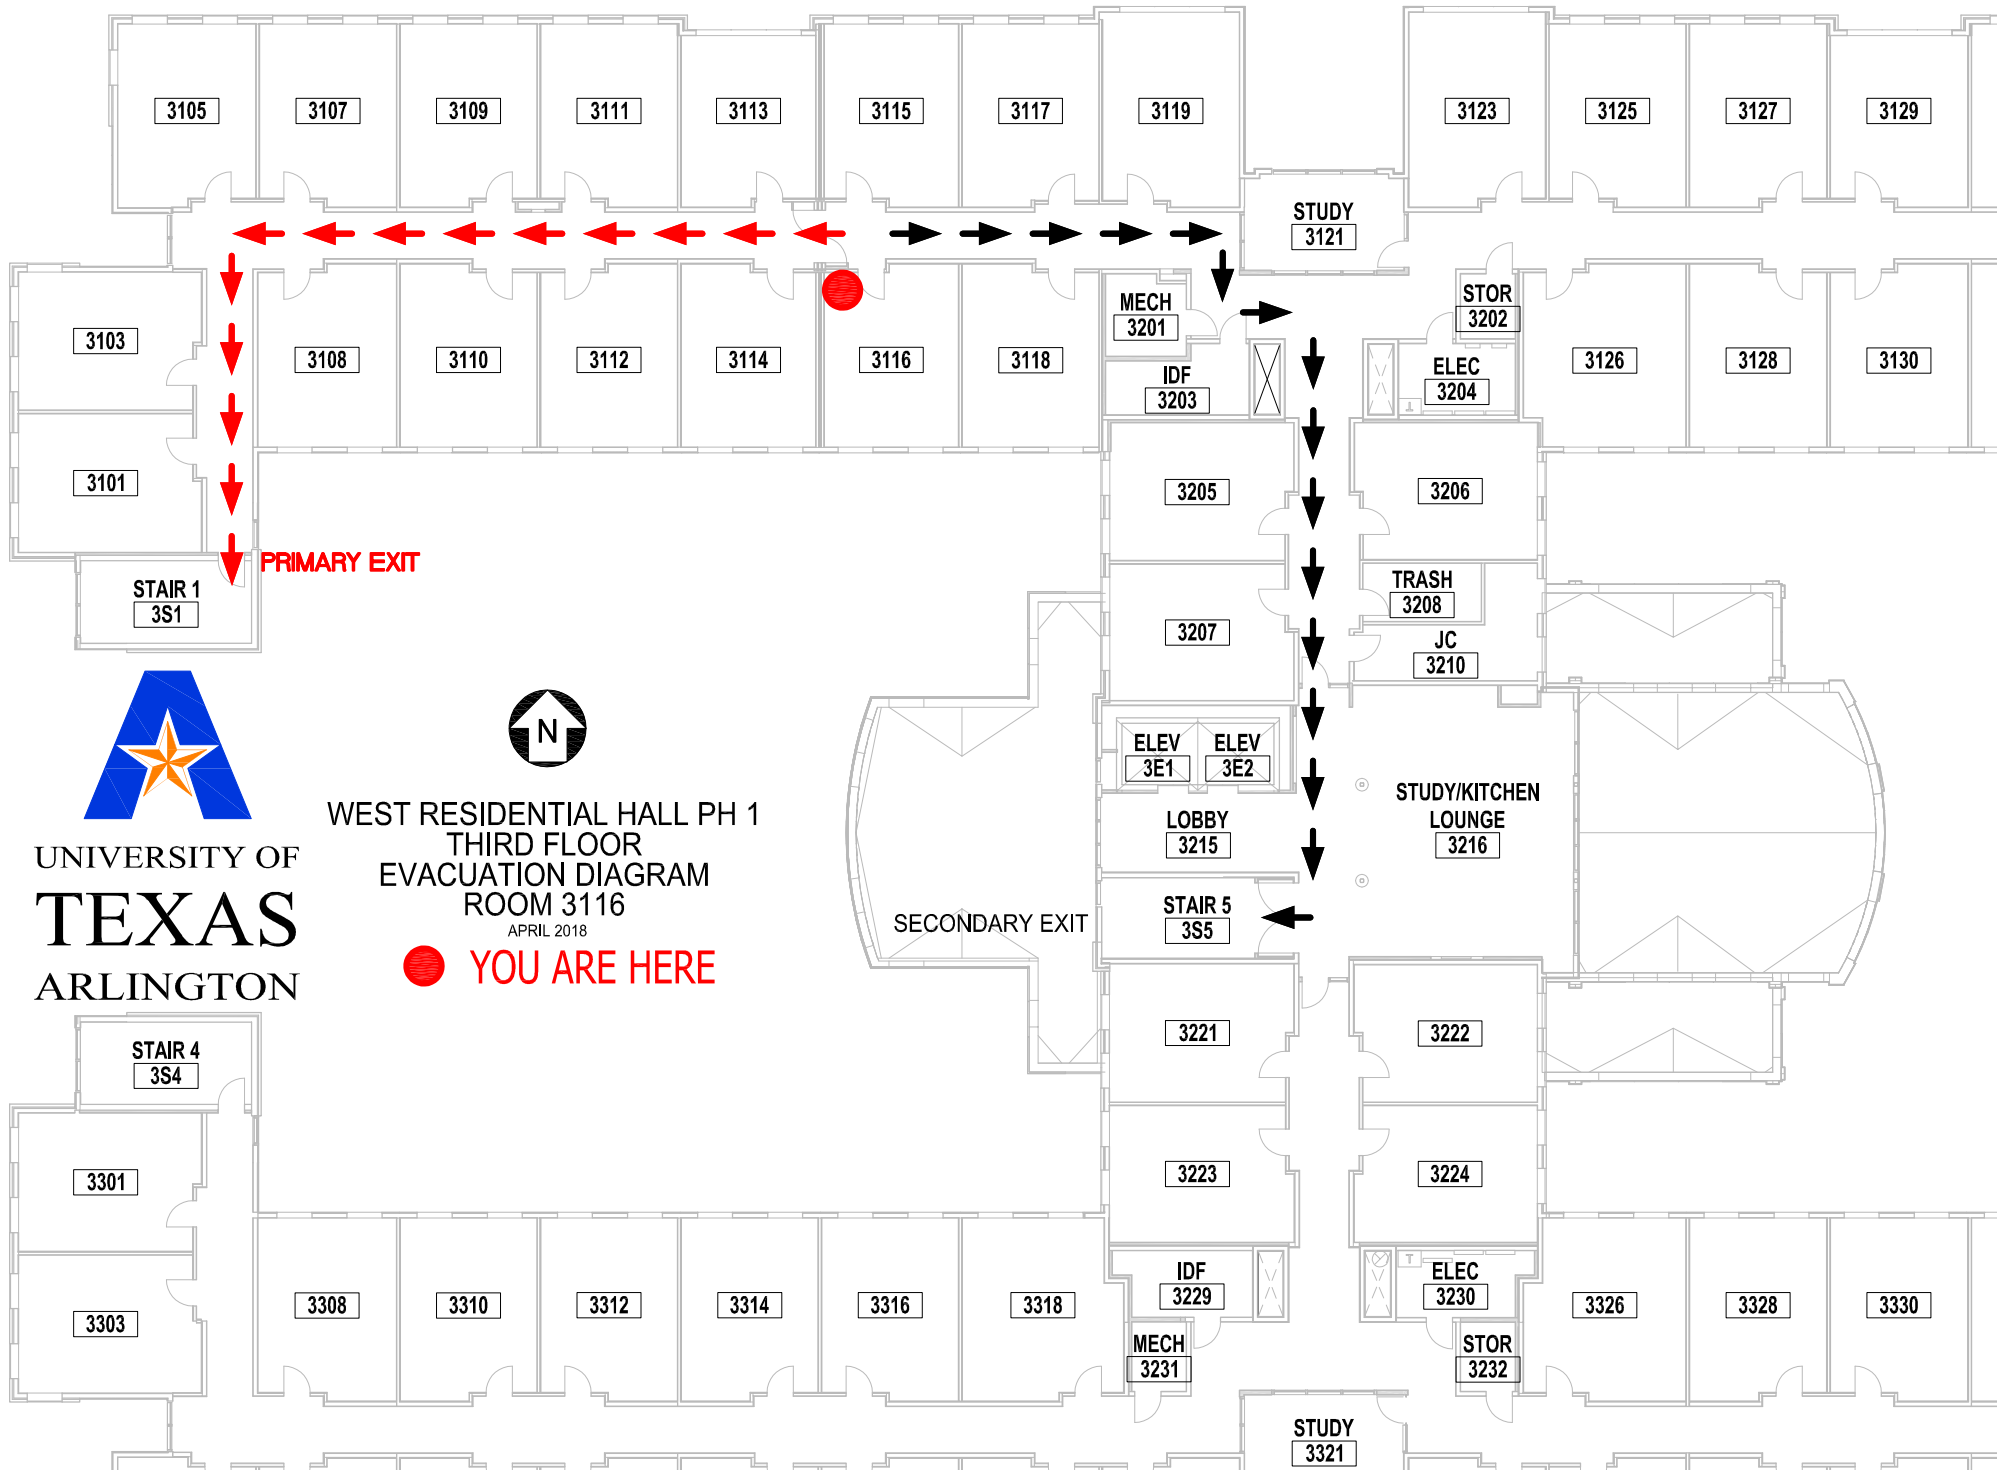 3105
3107
3109
3111
3113
3115
3117
3119
3123
3125
3127
3129
STUDY
3121
MECH
3201
STOR
3202
3103
3108
3110
3112
3114
3116
3118
IDF
3203
ELEC
3204
3126
3128
3130
3101
3205
3206
PRIMARY EXIT
STAIR 1
3S1
TRASH
3208
3207
JC
3210
N
ELEV
3E1
ELEV
3E2
STUDY/KITCHEN
LOUNGE
3216
LOBBY
3215
UNIVERSITY OF
TEXAS
ARLINGTON
WEST RESIDENTIAL HALL PH 1
THIRD FLOOR
EVACUATION DIAGRAM
ROOM 3116
APRIL 2018
YOU ARE HERE
SECONDARY EXIT
STAIR 5
3S5
STAIR 4
3S4
3221
3222
3301
3223
3224
IDF
3229
T
ELEC
3230
3303
3308
3310
3312
3314
3316
3318
3326
3328
3330
MECH
3231
STOR
3232
STUDY
3321